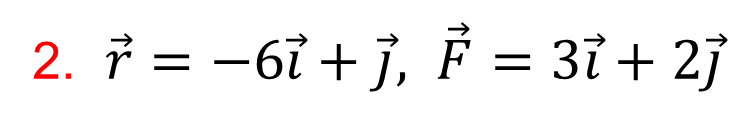 2. r⃗ = −6i⃗ + j⃗, F⃗ = 3i⃗ + 2j⃗